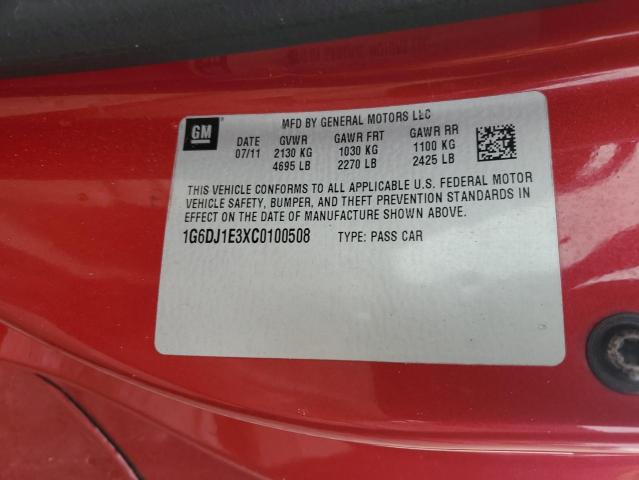 GM
MFD BY GENERAL MOTORS LLC
DATE GVWR GAWR FRT GAWR RR
07/11 2130 KG 1030 KG 1100 KG
4695 LB 2270 LB 2425 LB
THIS VEHICLE CONFORMS TO ALL APPLICABLE U.S. FEDERAL MOTOR
VEHICLE SAFETY, BUMPER, AND THEFT PREVENTION STANDARDS IN
EFFECT ON THE DATE OF MANUFACTURE SHOWN ABOVE.
1G6DJ1E3XC0100508 TYPE: PASS CAR